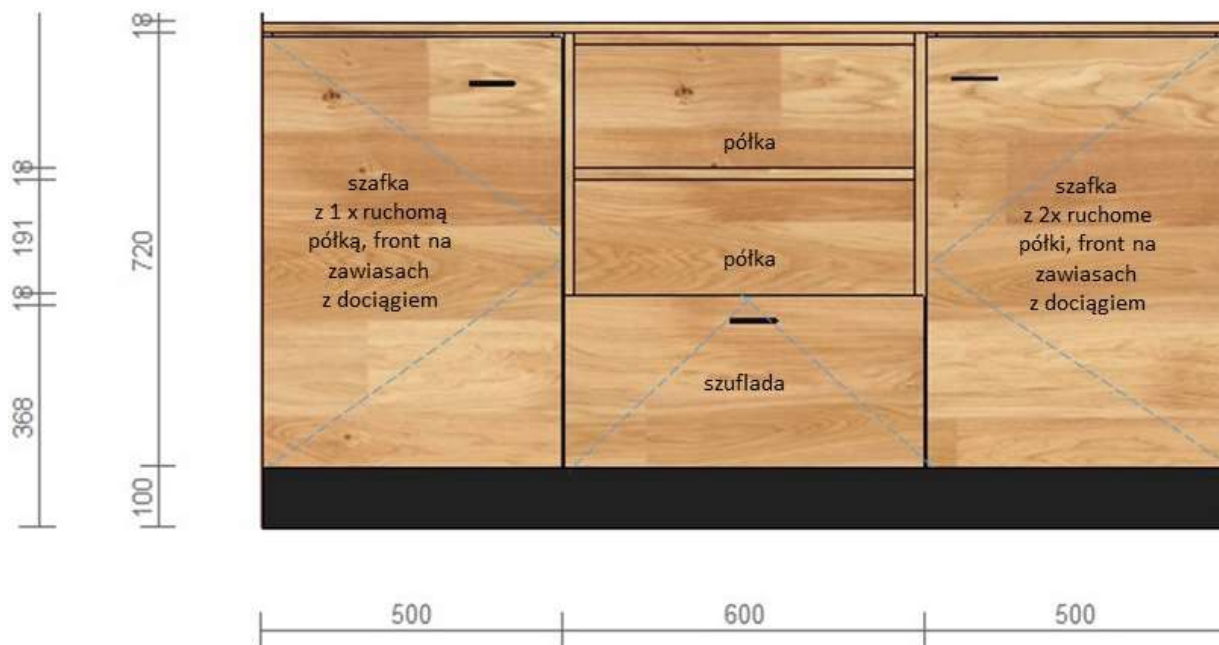 18
18
191
18
368
720
100
szafka
z 1 x ruchomą
półką, front na
zawiasach
z dociągiem
półka
półka
szuflada
szafka
z 2x ruchome
półki, front na
zawiasach
z dociągiem
500
600
500